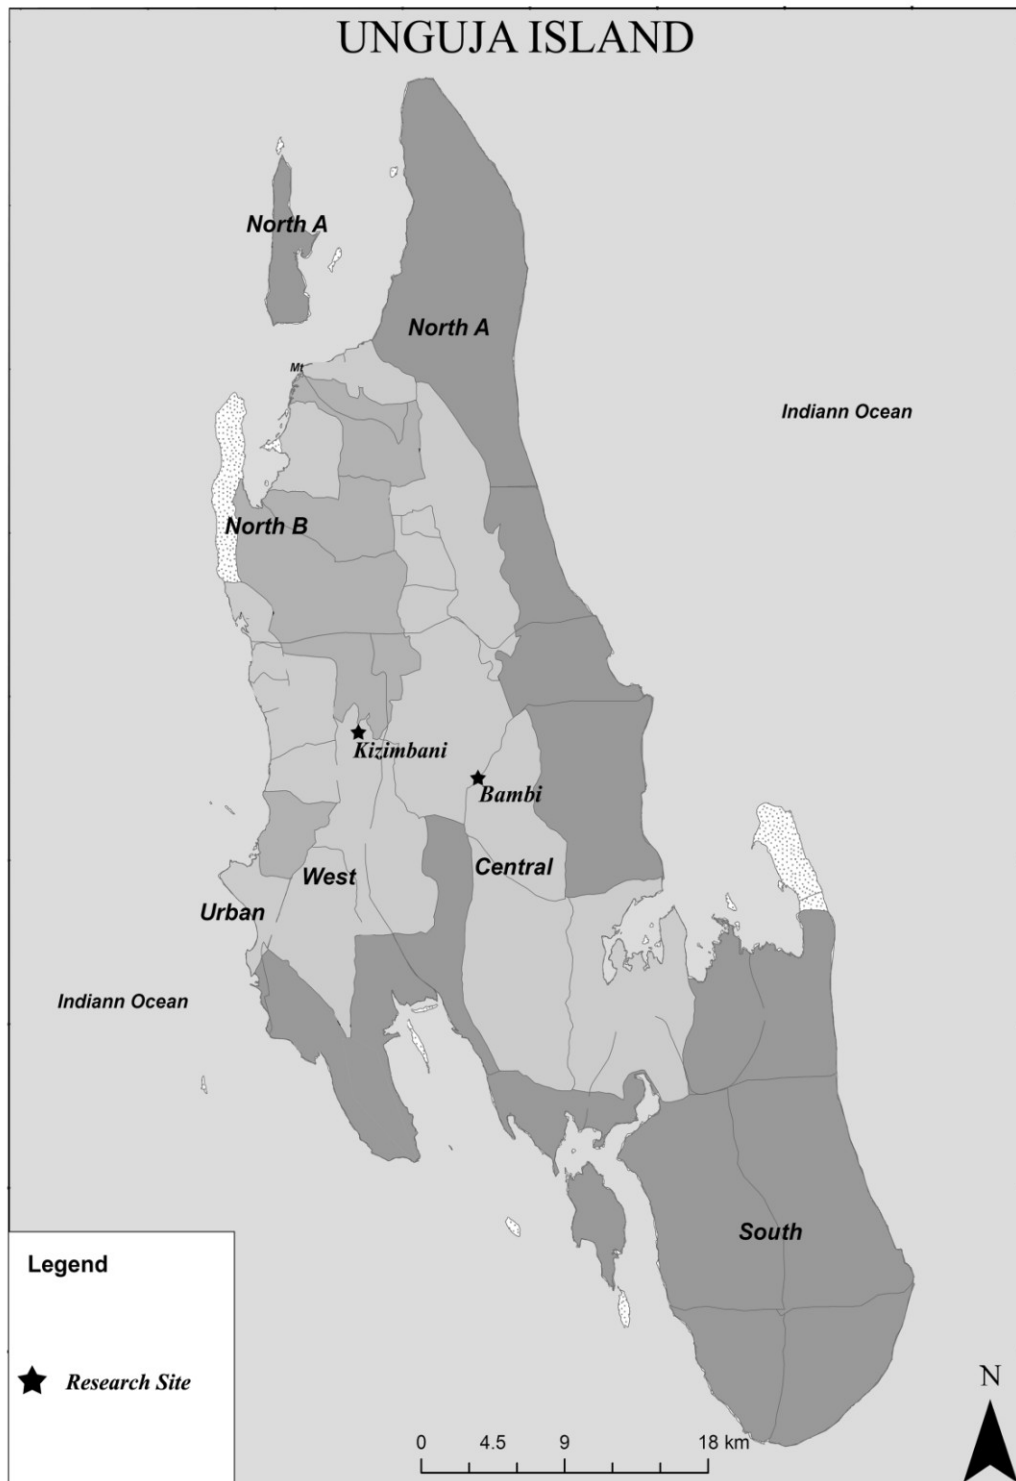 UNGUJA ISLAND
North A
North A
Mt
Indiann Ocean
North B
Kizimbani
Bambi
Central
West
Urban
Indiann Ocean
South
Legend
Research Site
N
0 4.5 9 18 km